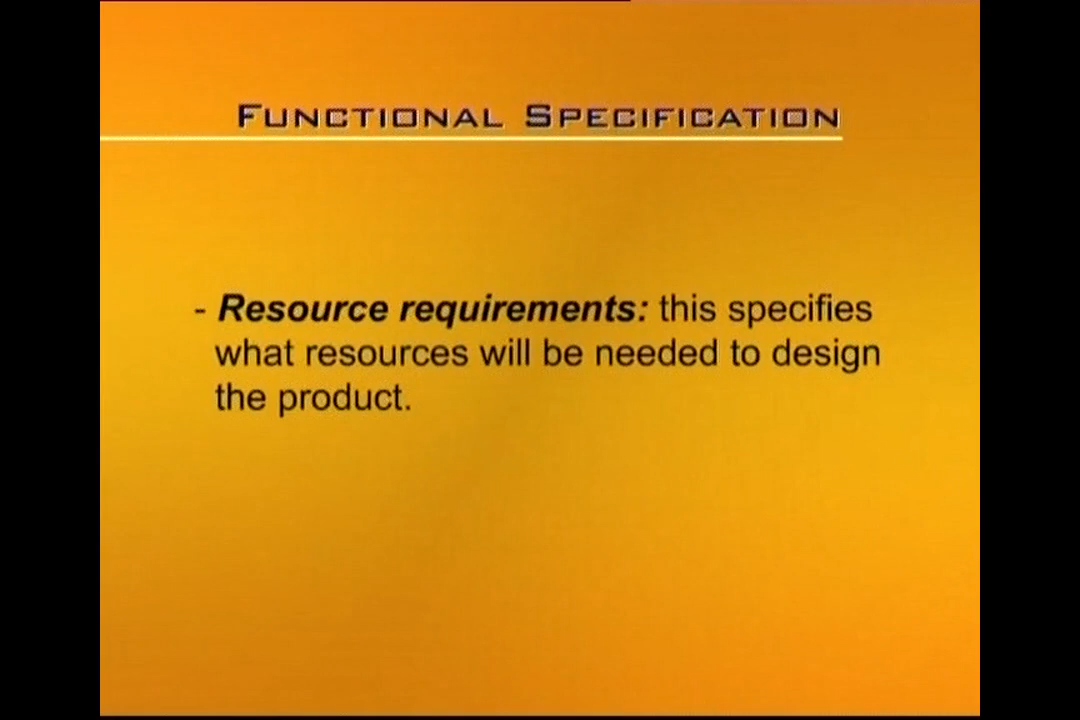 Functional Specification
- Resource requirements: this specifies
what resources will be needed to design
the product.